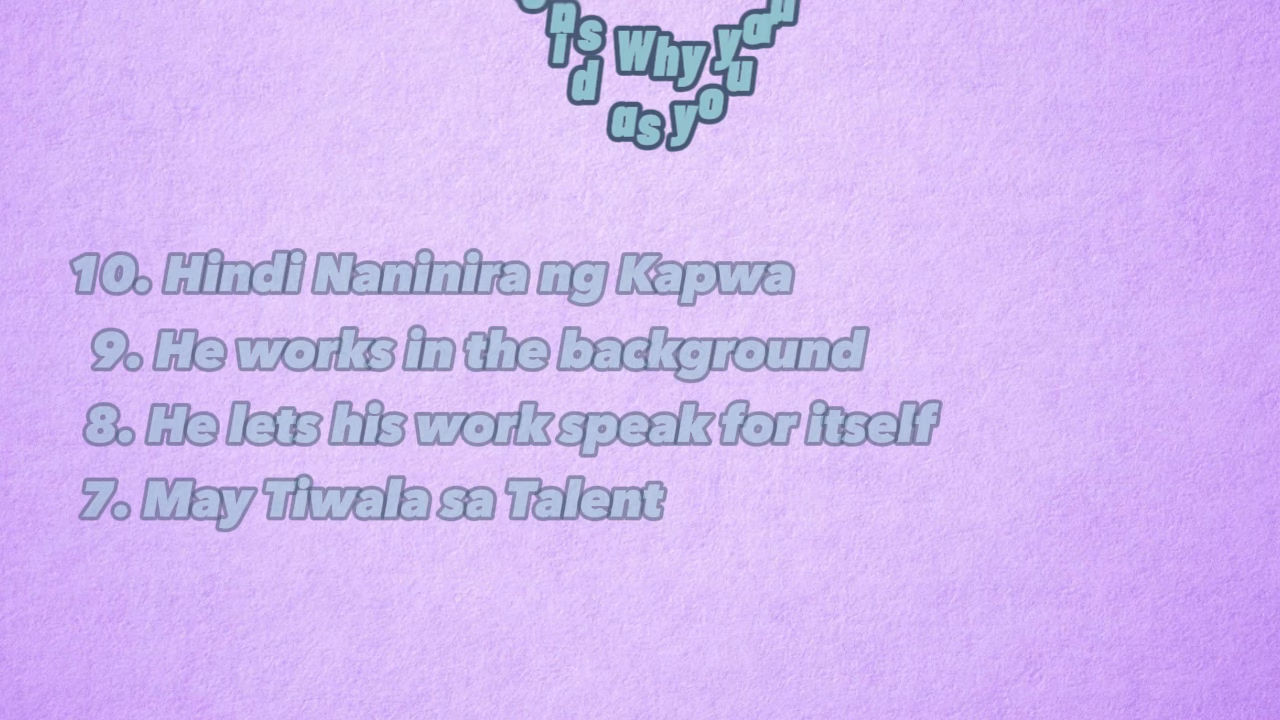 Why you
as you
10. Hindi Naninira ng Kapwa
9. He works in the background
8. He lets his work speak for itself
7. May Tiwala sa Talent